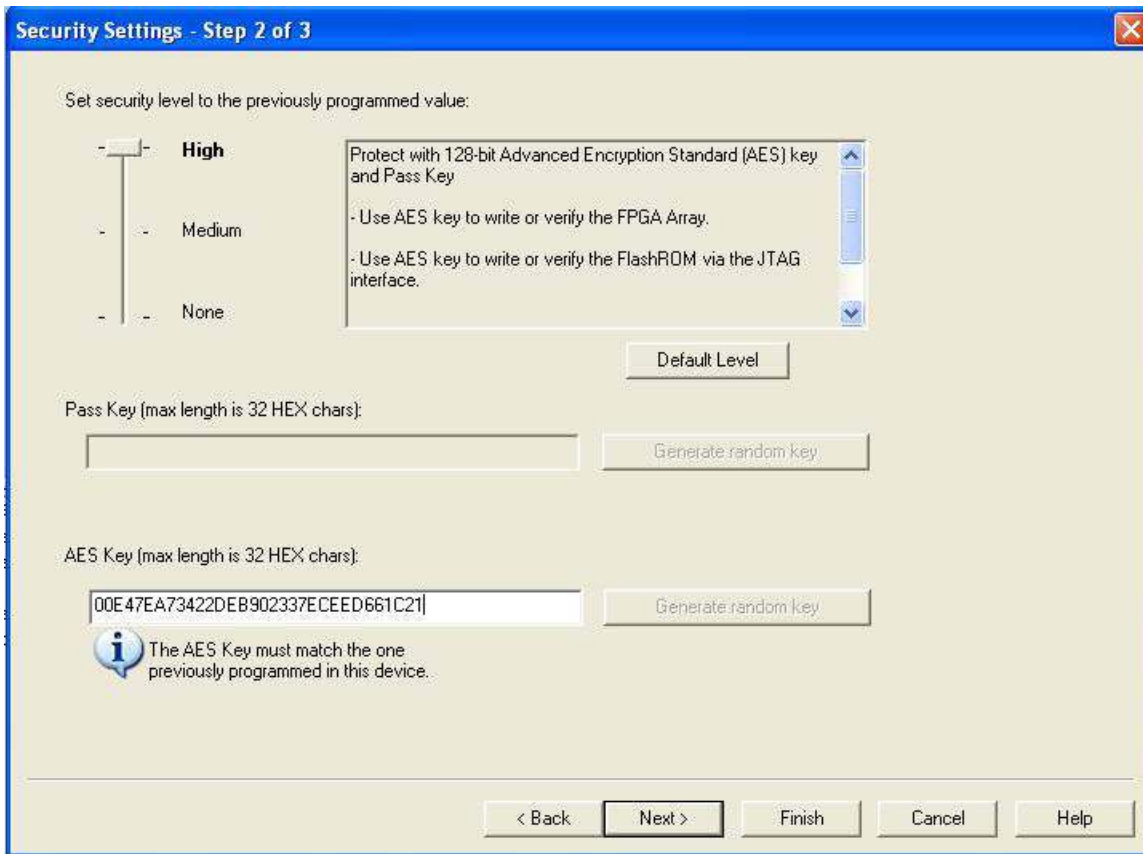 Security Settings - Step 2 of 3
Set security level to the previously programmed value:
High
Medium
None
Protect with 128-bit Advanced Encryption Standard (AES) key
and Pass Key
- Use AES key to write or verify the FPGA Array.
- Use AES key to write or verify the FlashROM via the JTAG
interface.
Default Level
Pass Key (max length is 32 HEX chars):
Generate random key
AES Key (max length is 32 HEX chars):
00E47EA73422DEB902337ECEED661C21
Generate random key
The AES Key must match the one
previously programmed in this device.
< Back
Next >
Finish
Cancel
Help